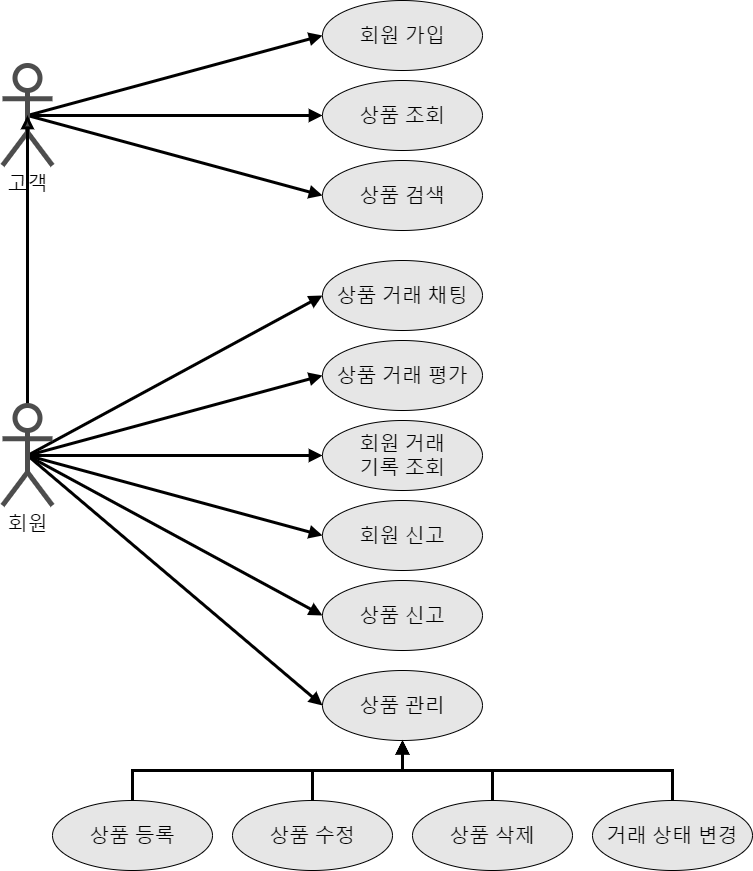 회원 가입
상품 조회
고객
상품 검색
상품 거래 채팅
상품 거래 평가
회원 거래
기록 조회
회원
회원 신고
상품 신고
상품 관리
상품 등록
상품 수정
상품 삭제
거래 상태 변경